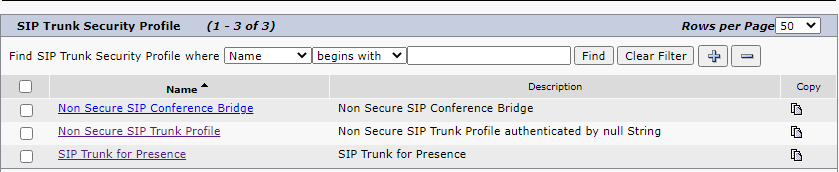 SIP Trunk Security Profile (1 - 3 of 3) Rows per Page 50
Find SIP Trunk Security Profile where Name begins with Find Clear Filter
Name Description Copy
Non Secure SIP Conference Bridge Non Secure SIP Conference Bridge
Non Secure SIP Trunk Profile Non Secure SIP Trunk Profile authenticated by null String
SIP Trunk for Presence SIP Trunk for Presence